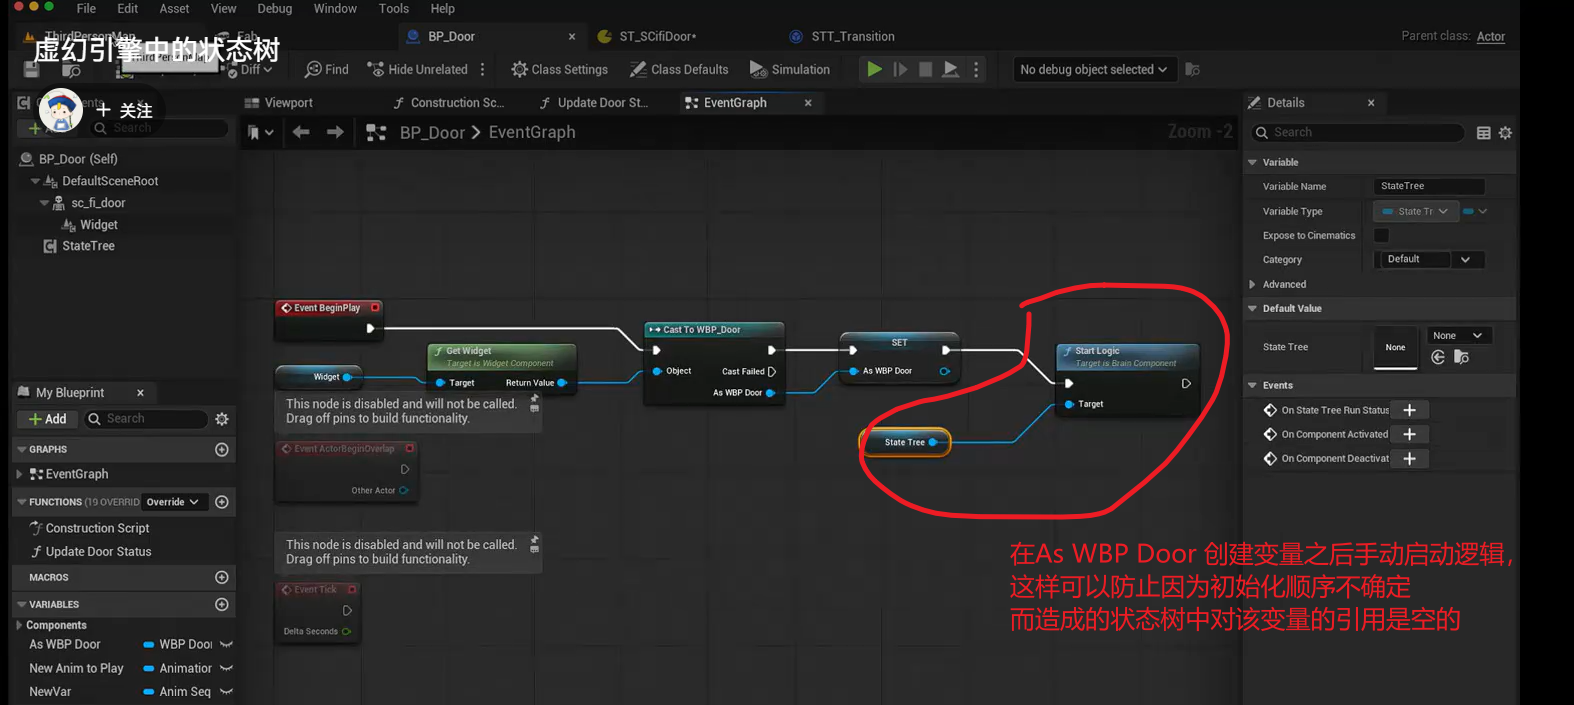 File Edit Asset View Debug Window Tools Help
虚幻引擎中的状态树
BP_Door
ST_SCifiDoor*
STT_Transition
Parent class: Actor
Diff
Find
Hide Unrelated
Class Settings
Class Defaults
Simulation
No debug object selected
+ 关注
Search
Viewport
Construction Sc...
Update Door St...
EventGraph
Details
BP_Door > EventGraph
Zoom -2
Search
BP_Door (Self)
DefaultSceneRoot
sc_fi_door
Widget
StateTree
Variable
Variable Name
StateTree
Variable Type
State Tr
Expose to Cinematics
Category
Default
Advanced
Default Value
State Tree
None
None
Events
On State Tree Run Status
On Component Activated
On Component Deactivat
Event BeginPlay
Widget
Get Widget
Target is Widget Component
Target
Return Value
Cast To WBP_Door
Object
Cast Failed
As WBP Door
SET
As WBP Door
Start Logic
Target is Brain Component
Target
State Tree
This node is disabled and will not be called.
Drag off pins to build functionality.
Event ActorBeginOverlap
Other Actor
This node is disabled and will not be called.
Drag off pins to build functionality.
Event Tick
Delta Seconds
My Blueprint
+ Add
Search
GRAPHS
EventGraph
FUNCTIONS (19 OVERRID
Override
Construction Script
Update Door Status
MACROS
VARIABLES
Components
As WBP Door
WBP Door
New Anim to Play
Animation
NewVar
Anim Seq
在As WBP Door 创建变量之后手动启动逻辑，
这样可以防止因为初始化顺序不确定
而造成的状态树中对该变量的引用是空的